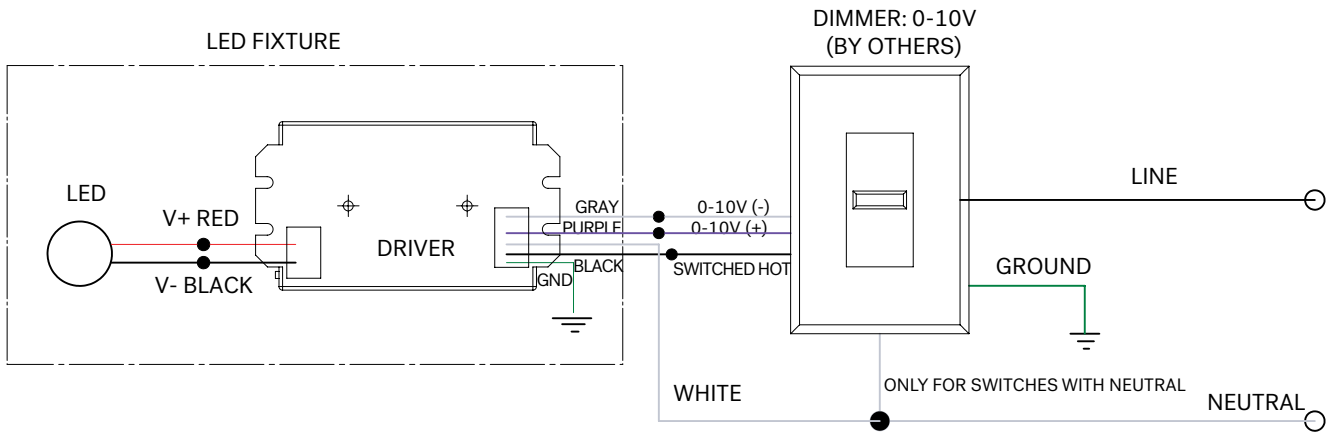 DIMMER: 0-10V
(BY OTHERS)
LED FIXTURE
LED
V+ RED
V- BLACK
DRIVER
GRAY
PURPLE
BLACK
GND
0-10V (-)
0-10V (+)
SWITCHED HOT
LINE
GROUND
WHITE
ONLY FOR SWITCHES WITH NEUTRAL
NEUTRAL